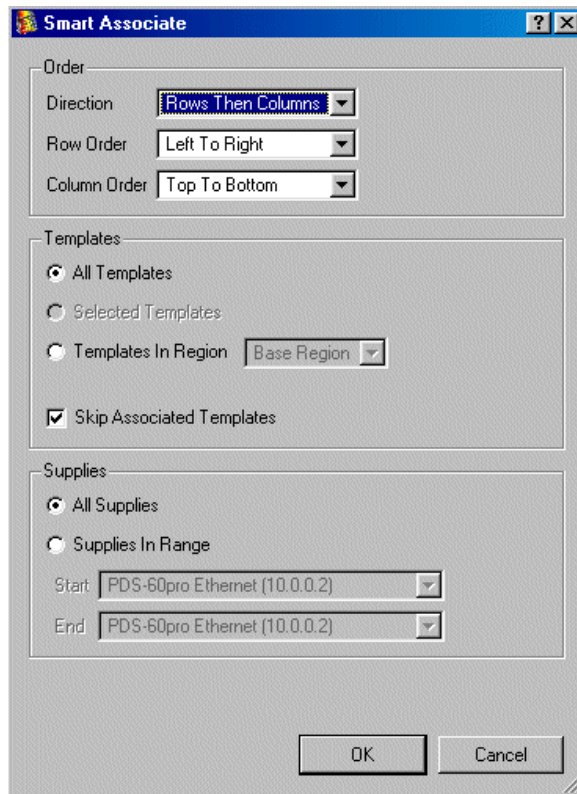 Smart Associate
Order
Direction Rows Then Columns
Row Order Left To Right
Column Order Top To Bottom
Templates
All Templates
Selected Templates
Templates In Region Base Region
Skip Associated Templates
Supplies
All Supplies
Supplies In Range
Start PDS-60pro Ethernet (10.0.0.2)
End PDS-60pro Ethernet (10.0.0.2)
OK Cancel